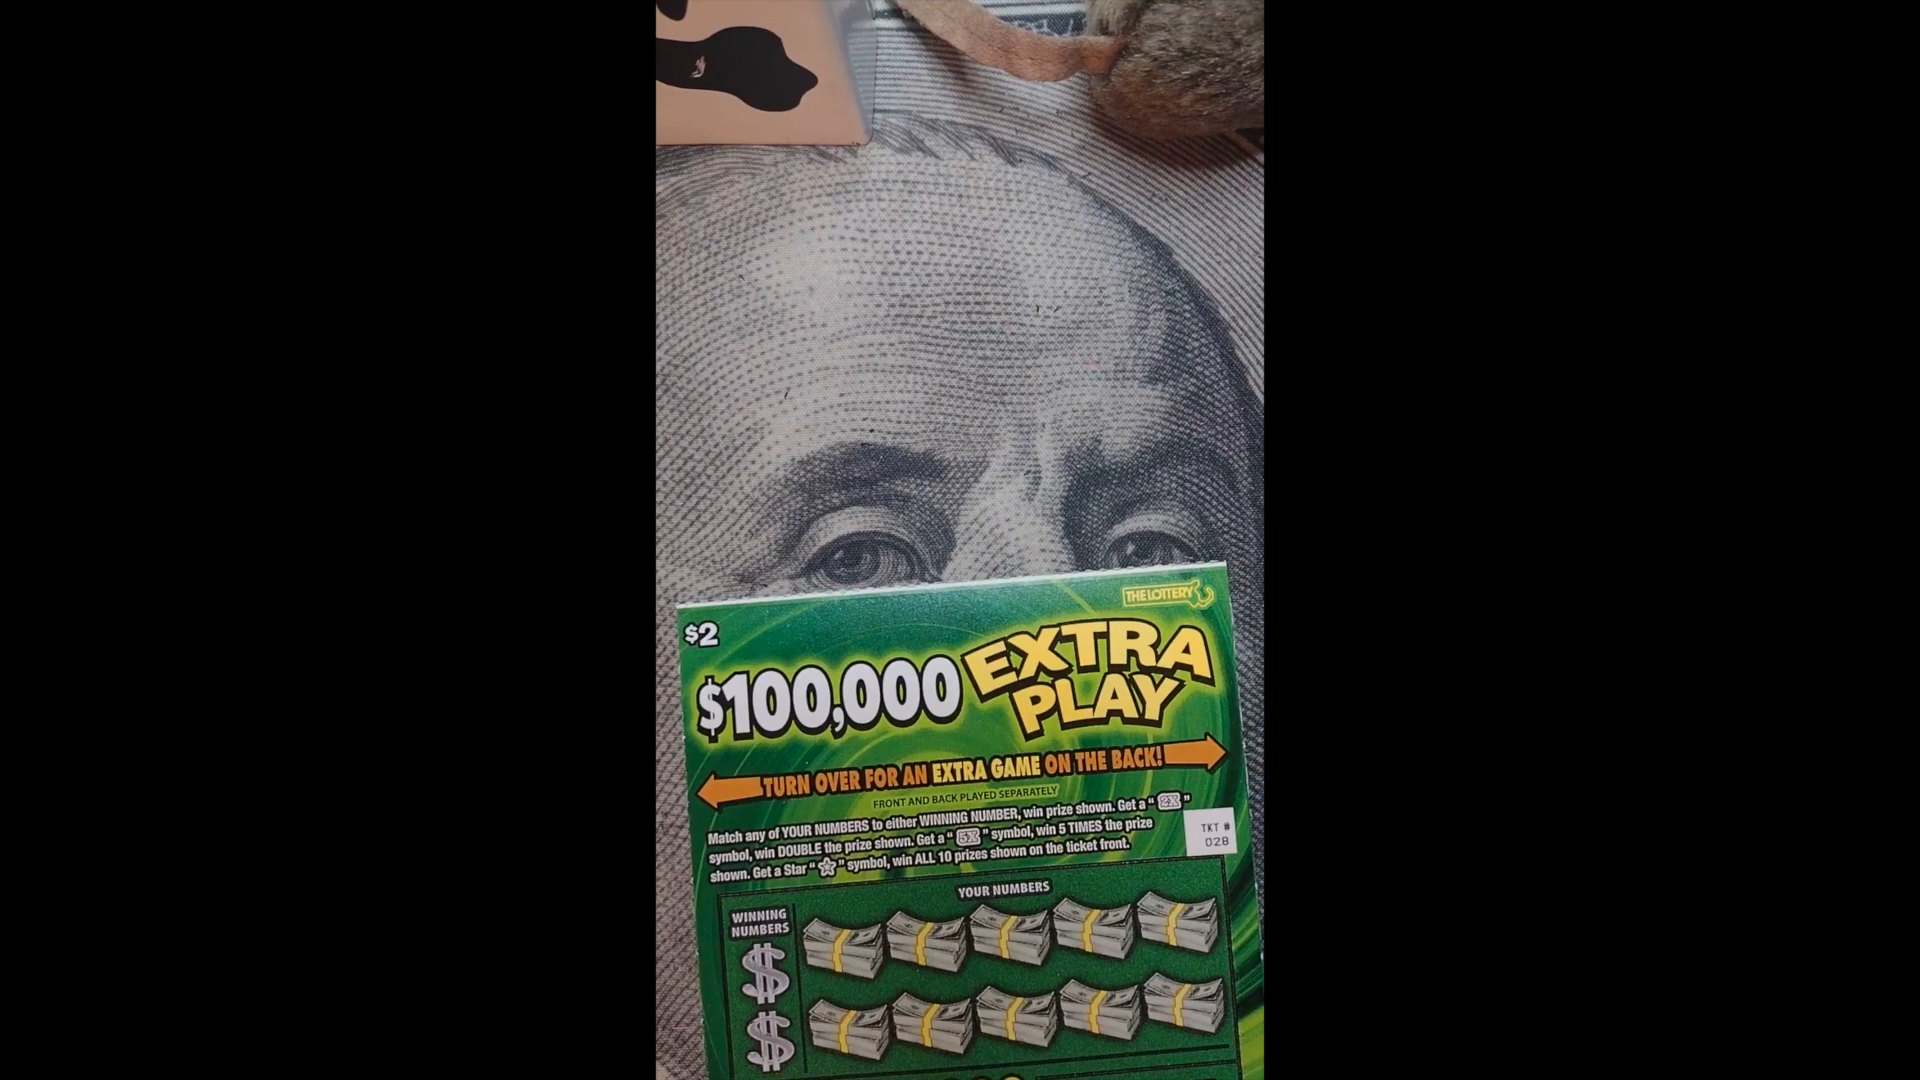 THE LOTTERY
$2
$100,000 EXTRA
PLAY
TURN OVER FOR AN EXTRA GAME ON THE BACK!
FRONT AND BACK PLAYED SEPARATELY
Match any of YOUR NUMBERS to either WINNING NUMBER, win prize shown. Get a "2X"
symbol, win DOUBLE the prize shown. Get a "5X" symbol, win 5 TIMES the prize
shown. Get a Star "☆" symbol, win ALL 10 prizes shown on the ticket front.
TKT #
028
YOUR NUMBERS
WINNING
NUMBERS
$
$